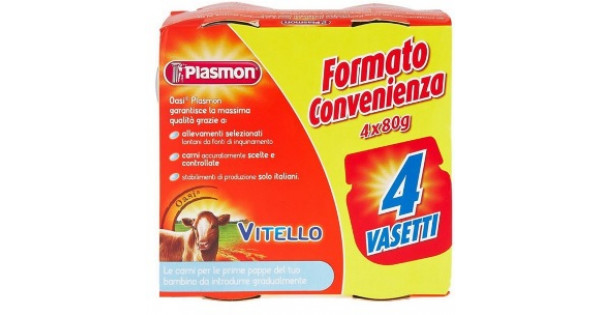 Plasmon
Oasi® Plasmon
garantisce la massima
qualità grazie a:
allevamenti selezionati
lontani da fonti di inquinamento
carni accuratamente scelte e
controllate
stabilimenti di produzione solo italiani.
Oasi®
VITELLO
Le carni per le prime pappe del tuo
bambino da introdurre gradualmente
Formato
Convenienza
4x80g
4
VASETTI